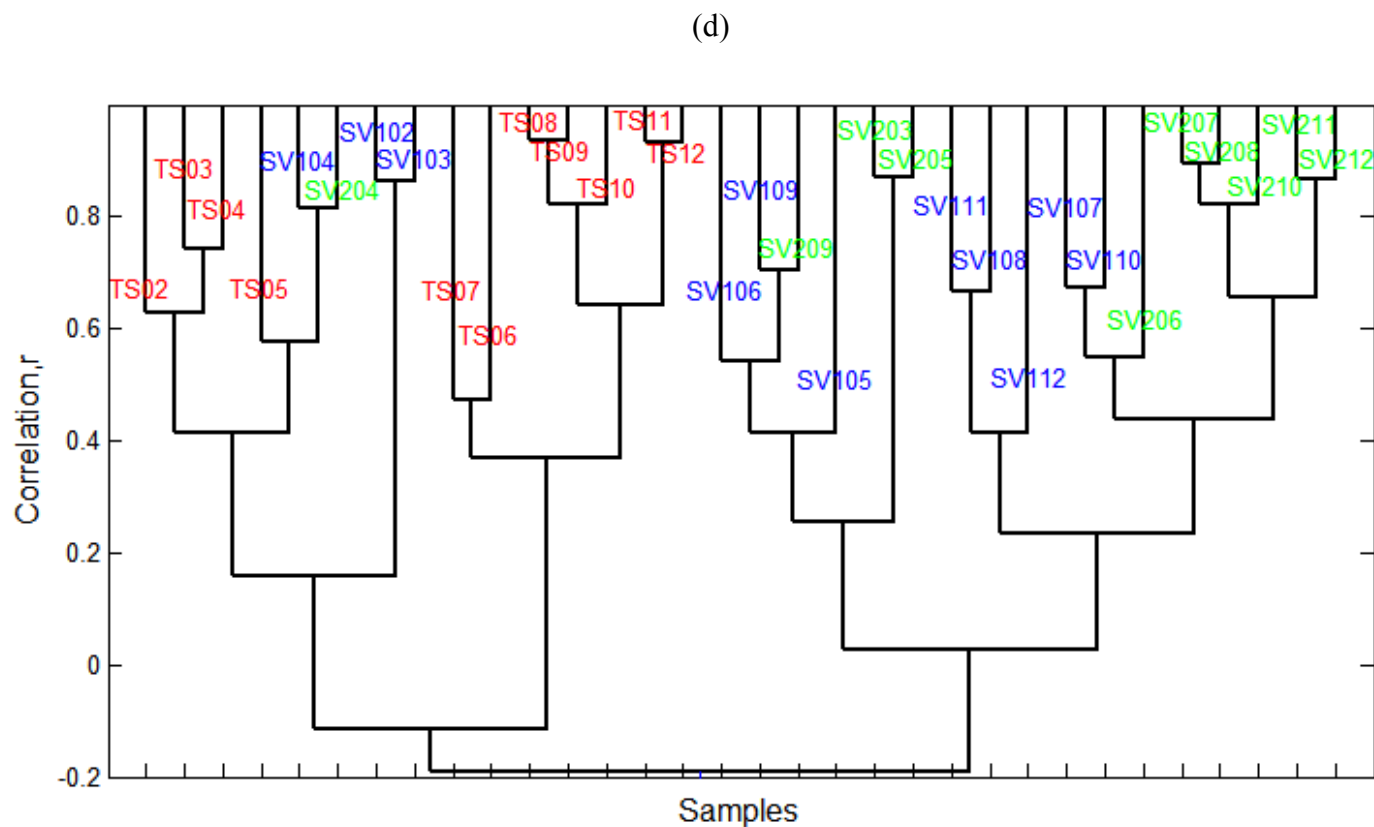 (d)
TS02
TS03
TS04
TS05
SV104
SV204
SV102
SV103
TS07
TS06
TS08
TS09
TS10
TS11
TS12
SV106
SV109
SV209
SV105
SV203
SV205
SV111
SV108
SV112
SV107
SV110
SV206
SV207
SV208
SV210
SV211
SV212
0.8
0.6
0.4
0.2
0
-0.2
Correlation,r
Samples